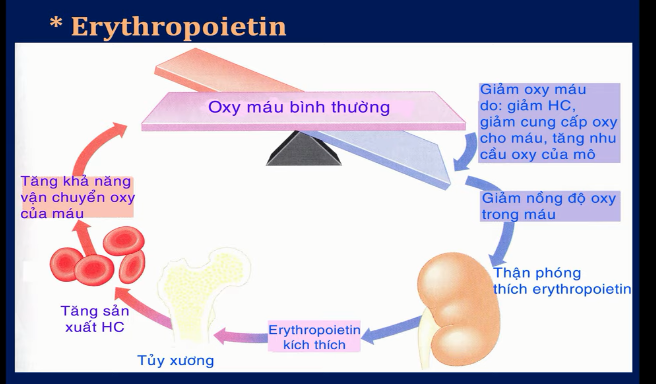 * Erythropoietin
Oxy máu bình thường
Giảm oxy máu
do: giảm HC,
giảm cung cấp oxy
cho máu, tăng nhu
cầu oxy của mô
Giảm nồng độ oxy
trong máu
Thận phóng
thích erythropoietin
Erythropoietin
kích thích
Tủy xương
Tăng sản
xuất HC
Tăng khả năng
vận chuyển oxy
của máu